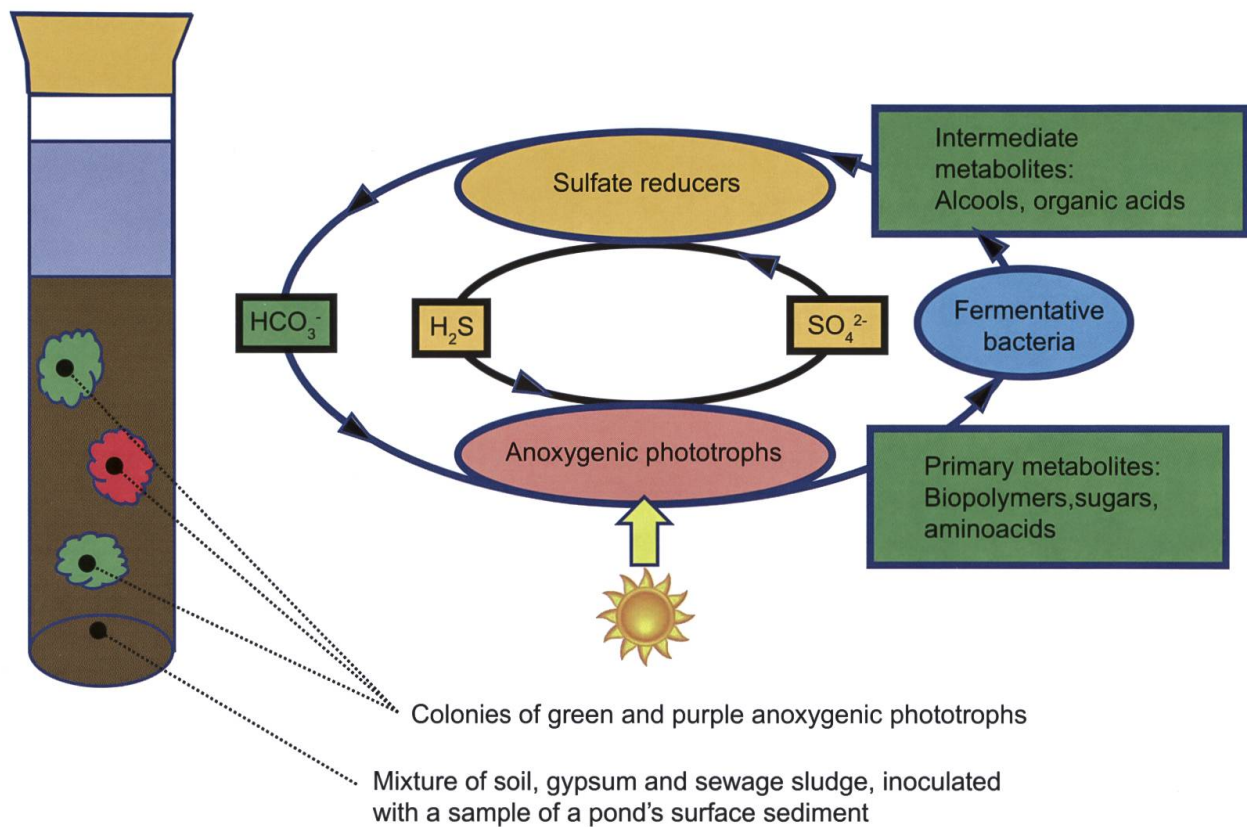 Sulfate reducers
Intermediate
metabolites:
Alcools, organic acids
HCO₃⁻
H₂S
SO₄²⁻
Fermentative
bacteria
Anoxygenic phototrophs
Primary metabolites:
Biopolymers,sugars,
aminoacids
Colonies of green and purple anoxygenic phototrophs
Mixture of soil, gypsum and sewage sludge, inoculated
with a sample of a pond's surface sediment